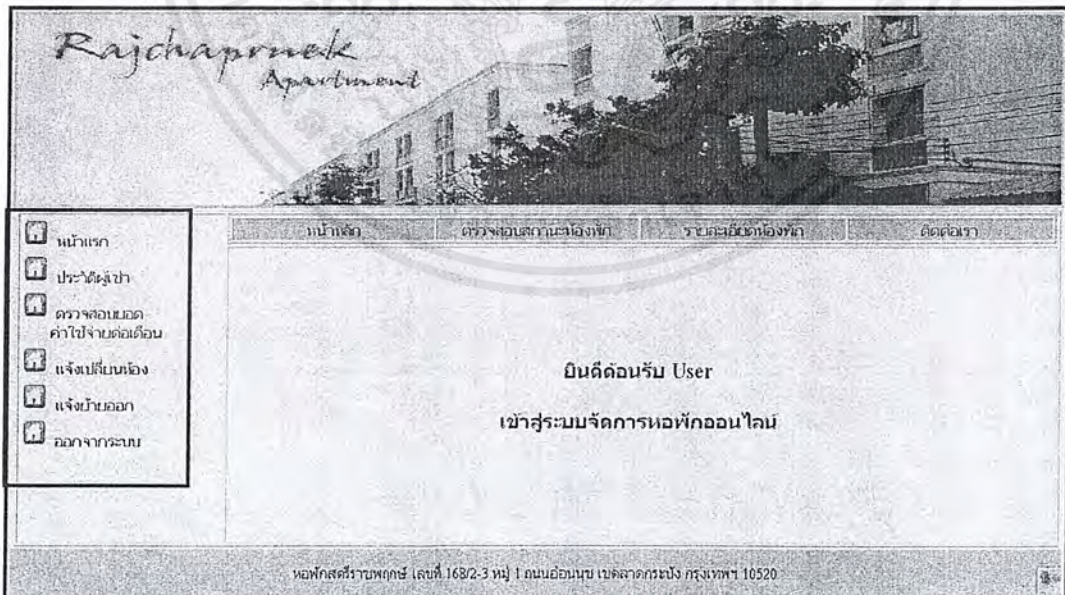 Rajchapruek
Apartment
หน้าแรก
ประวัติผู้เช่า
ตรวจสอบยอด
ค่าใช้จ่ายต่อเดือน
แจ้งเปลี่ยนห้อง
แจ้งย้ายออก
ออกจากระบบ
หน้าหลัก ตรวจสอบสถานะห้องพัก รายละเอียดห้องพัก ติดต่อเรา
ยินดีต้อนรับ User
เข้าสู่ระบบจัดการหอพักออนไลน์
หอพักสตรีราชพฤกษ์ เลขที่ 168/2-3 หมู่ 1 ถนนอ่อนนุช เขตลาดกระบัง กรุงเทพฯ 10520